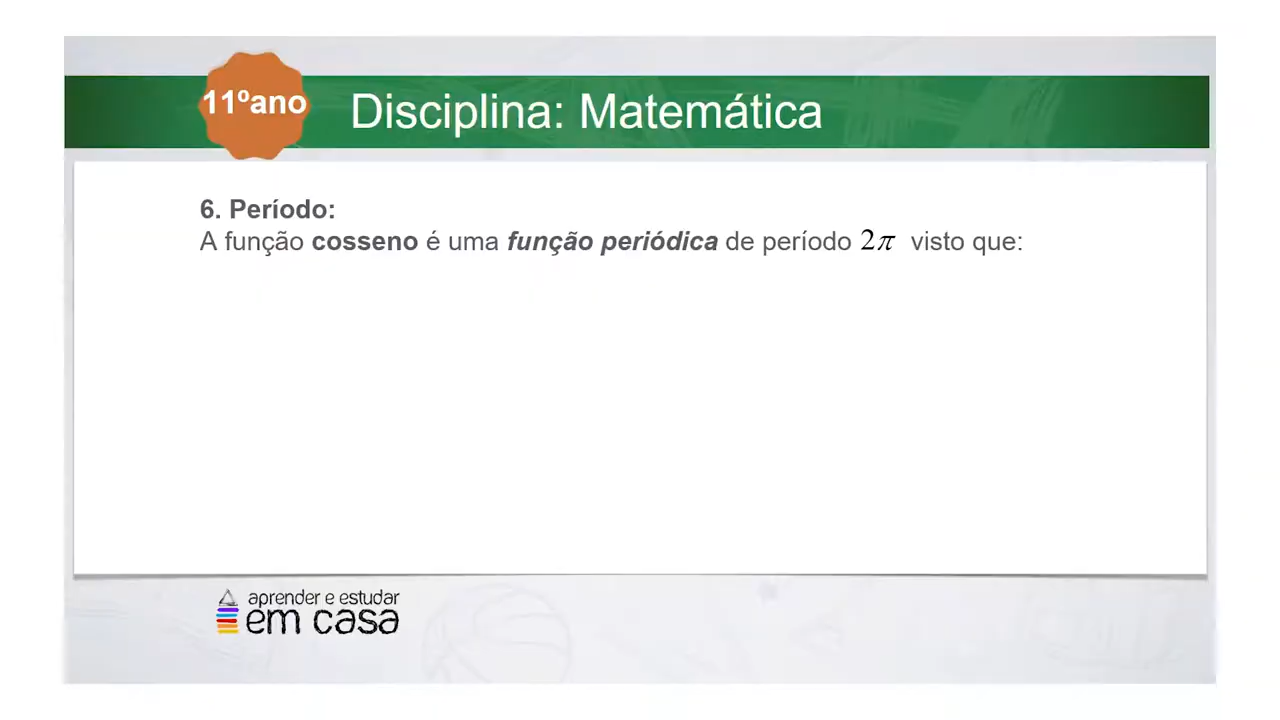 11ºano
Disciplina: Matemática
6. Período:
A função cosseno é uma função periódica de período 2π visto que:
aprender e estudar
em casa